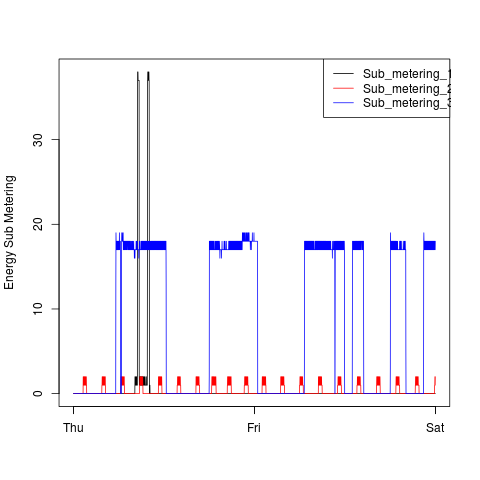 Sub_metering_1
Sub_metering_2
Sub_metering_3
Energy Sub Metering
30
20
10
0
Thu Fri Sat